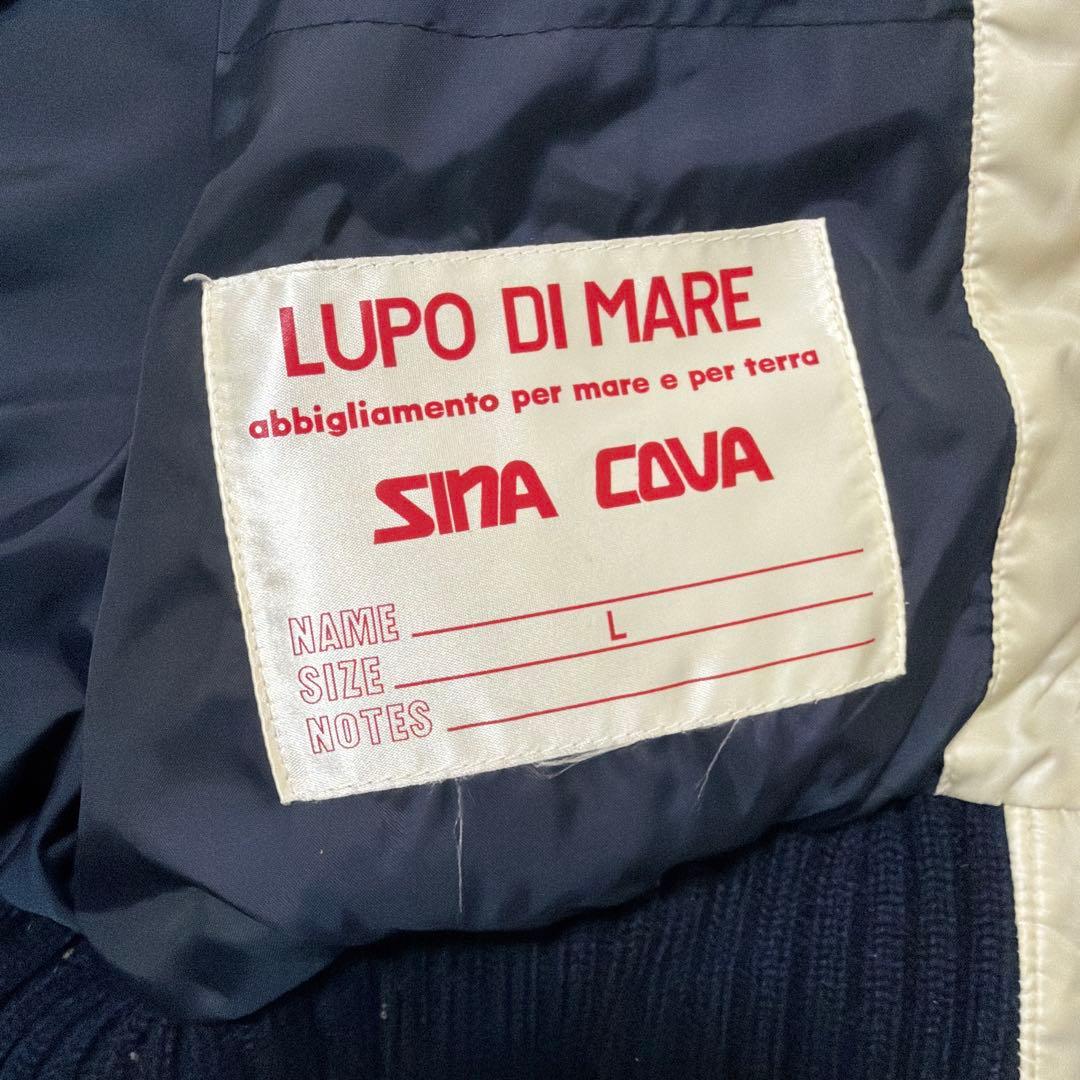 LUPO DI MARE
abbigliamento per mare e per terra
SINA COVA
NAME
SIZE L
NOTES